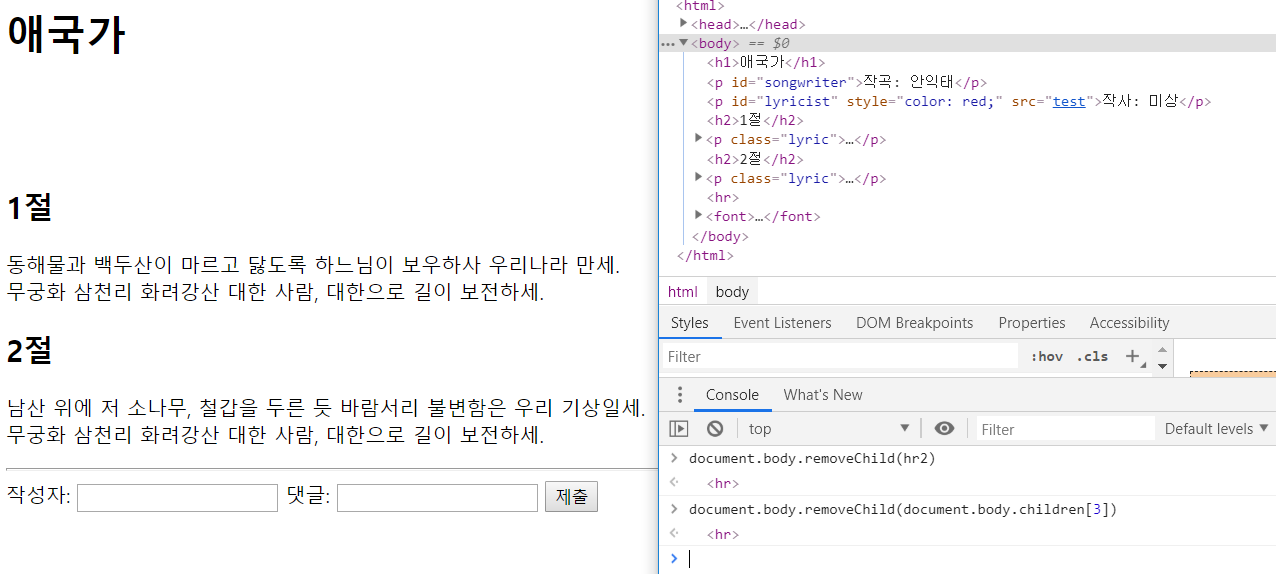 애국가
1절
동해물과 백두산이 마르고 닳도록 하느님이 보우하사 우리나라 만세.
무궁화 삼천리 화려강산 대한 사람, 대한으로 길이 보전하세.
2절
남산 위에 저 소나무, 철갑을 두른 듯 바람서리 불변함은 우리 기상일세.
무궁화 삼천리 화려강산 대한 사람, 대한으로 길이 보전하세.
작성자: 댓글: 제출
<html>
<head>…</head>
<body> == $0
<h1>애국가</h1>
<p id="songwriter">작곡: 안익태</p>
<p id="lyricist" style="color: red;" src="test">작사: 미상</p>
<h2>1절</h2>
<p class="lyric">…</p>
<h2>2절</h2>
<p class="lyric">…</p>
<hr>
<font>…</font>
</body>
</html>
html body
Styles Event Listeners DOM Breakpoints Properties Accessibility
Filter :hov .cls +
Console What's New
top Filter Default levels
document.body.removeChild(hr2)
<hr>
document.body.removeChild(document.body.children[3])
<hr>